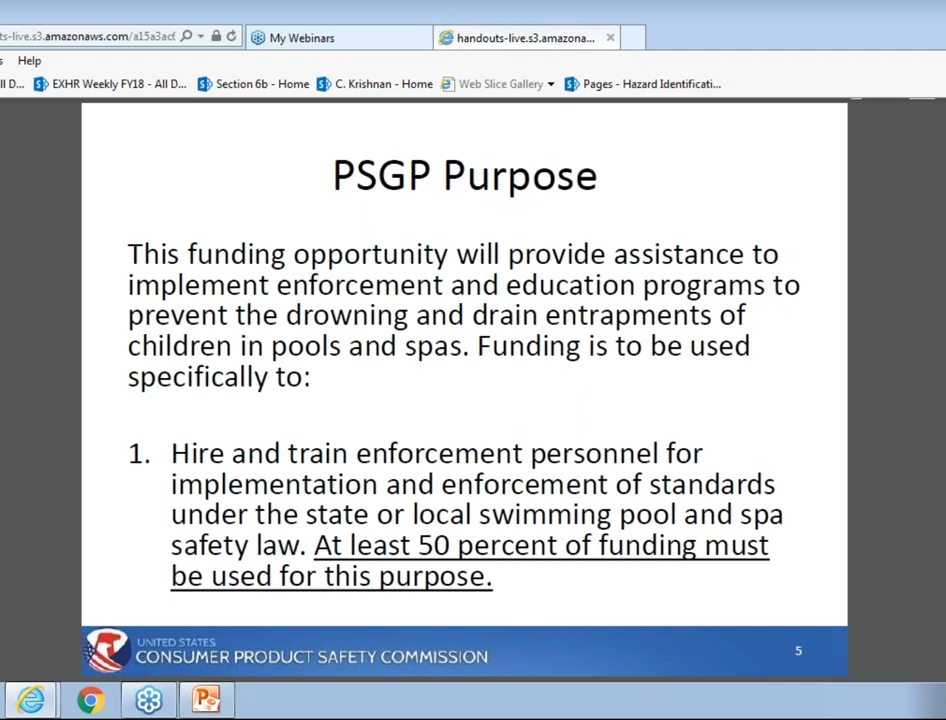 ts-live.s3.amazonaws.com/a15a3ac6
My Webinars
handouts-live.s3.amazona...
Help
ll D... EXHR Weekly FY18 - All D... Section 6b - Home C. Krishnan - Home Web Slice Gallery Pages - Hazard Identificati...
PSGP Purpose
This funding opportunity will provide assistance to
implement enforcement and education programs to
prevent the drowning and drain entrapments of
children in pools and spas. Funding is to be used
specifically to:
1. Hire and train enforcement personnel for
implementation and enforcement of standards
under the state or local swimming pool and spa
safety law. At least 50 percent of funding must
be used for this purpose.
UNITED STATES
CONSUMER PRODUCT SAFETY COMMISSION
5